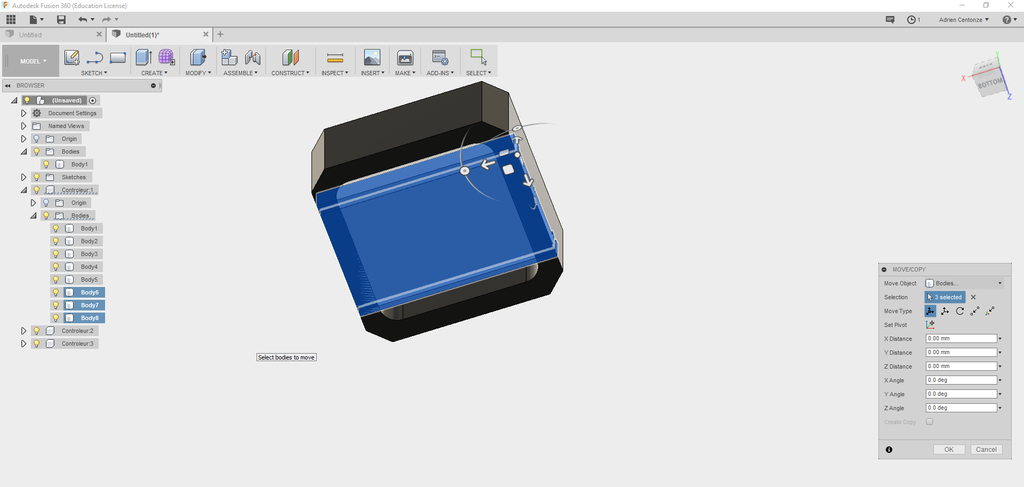 Autodesk Fusion 360 (Education License)
1 Adrien Centonze
Untitled Untitled(1)*
MODEL SKETCH CREATE MODIFY ASSEMBLE CONSTRUCT INSPECT INSERT MAKE ADD-INS SELECT
BROWSER
(Unsaved)
Document Settings
Named Views
Origin
Bodies
Body1
Sketches
Controleur:1
Origin
Bodies
Body1
Body2
Body3
Body4
Body5
Body6
Body7
Body8
Controleur:2
Controleur:3
Select bodies to move
X
Z
BOTTOM
MOVE/COPY
Move Object Bodies...
Selection 3 selected
Move Type
Set Pivot
X Distance 0.00 mm
Y Distance 0.00 mm
Z Distance 0.00 mm
X Angle 0.0 deg
Y Angle 0.0 deg
Z Angle 0.0 deg
Create Copy
OK Cancel